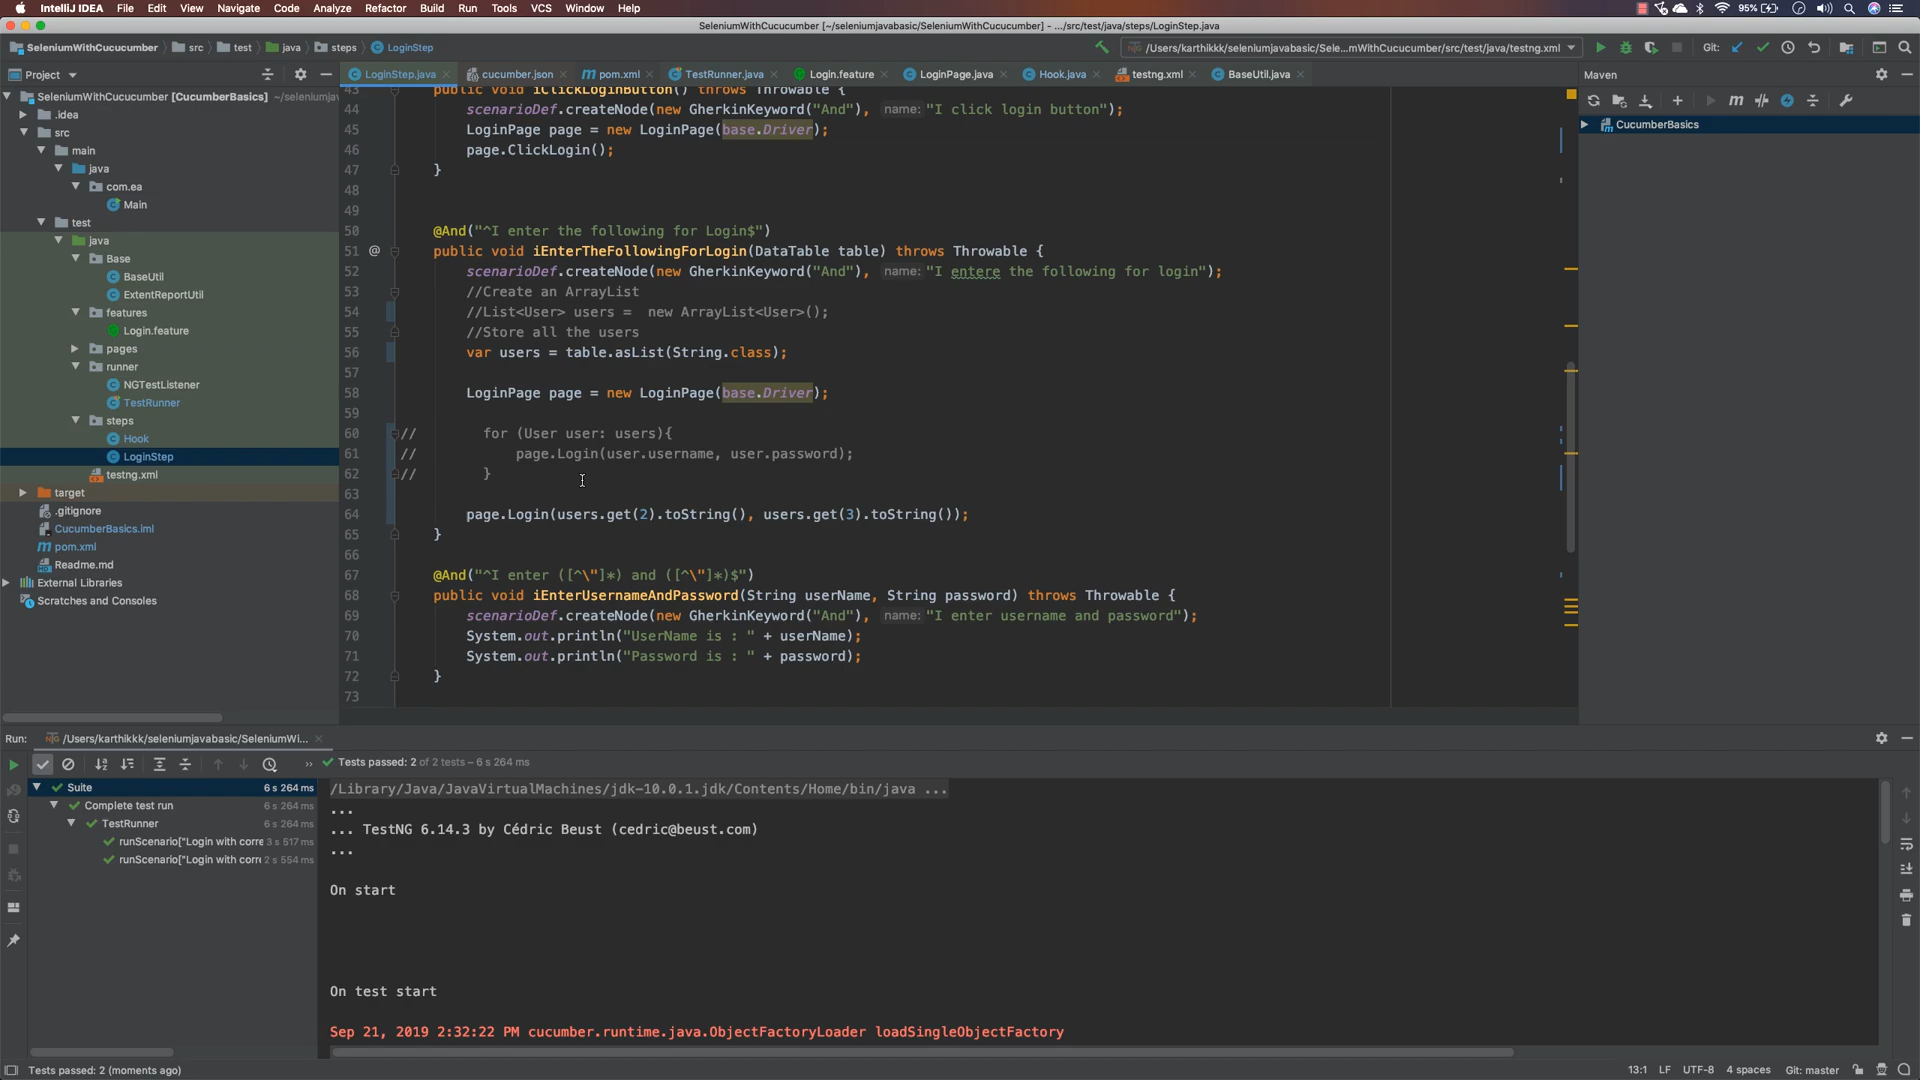 IntelliJ IDEA File Edit View Navigate Code Analyze Refactor Build Run Tools VCS Window Help 95%
SeleniumWithCucucumber [~/seleniumjavabasic/SeleniumWithCucucumber] - .../src/test/java/steps/LoginStep.java
SeleniumWithCucucumber src test java steps LoginStep /Users/karthikkk/seleniumjavabasic/Sele...mWithCucucumber/src/test/java/testng.xml Git:
Project LoginStep.java cucumber.json pom.xml TestRunner.java Login.feature LoginPage.java Hook.java testng.xml BaseUtil.java Maven
SeleniumWithCucucumber [CucumberBasics] ~/seleniumjava
.idea
src
main
java
com.ea
Main
test
java
Base
BaseUtil
ExtentReportUtil
features
Login.feature
pages
runner
NGTestListener
TestRunner
steps
Hook
LoginStep
testng.xml
target
.gitignore
CucumberBasics.iml
pom.xml
Readme.md
External Libraries
Scratches and Consoles
43 public void iClickLoginButton() throws Throwable {
44 scenarioDef.createNode(new GherkinKeyword("And"), name: "I click login button");
45 LoginPage page = new LoginPage(base.Driver);
46 page.ClickLogin();
47 }
48
49
50 @And("^I enter the following for Login$")
51 @ public void iEnterTheFollowingForLogin(DataTable table) throws Throwable {
52 scenarioDef.createNode(new GherkinKeyword("And"), name: "I entere the following for login");
53 //Create an ArrayList
54 //List<User> users =  new ArrayList<User>();
55 //Store all the users
56 var users = table.asList(String.class);
57
58 LoginPage page = new LoginPage(base.Driver);
59
60 // for (User user: users){
61 // page.Login(user.username, user.password);
62 // }
63
64 page.Login(users.get(2).toString(), users.get(3).toString());
65 }
66
67 @And("^I enter ([^\"]*) and ([^\"]*)$")
68 public void iEnterUsernameAndPassword(String userName, String password) throws Throwable {
69 scenarioDef.createNode(new GherkinKeyword("And"), name: "I enter username and password");
70 System.out.println("UserName is : " + userName);
71 System.out.println("Password is : " + password);
72 }
73
CucumberBasics
Run: /Users/karthikkk/seleniumjavabasic/SeleniumWi...
Tests passed: 2 of 2 tests – 6 s 264 ms
Suite 6 s 264 ms
Complete test run 6 s 264 ms
TestRunner 6 s 264 ms
runScenario["Login with corre 3 s 517 ms
runScenario["Login with corre 2 s 554 ms
/Library/Java/JavaVirtualMachines/jdk-10.0.1.jdk/Contents/Home/bin/java ...
...
... TestNG 6.14.3 by Cédric Beust (cedric@beust.com)
...
On start
On test start
Sep 21, 2019 2:32:22 PM cucumber.runtime.java.ObjectFactoryLoader loadSingleObjectFactory
Tests passed: 2 (moments ago) 13:1 LF UTF-8 4 spaces Git: master